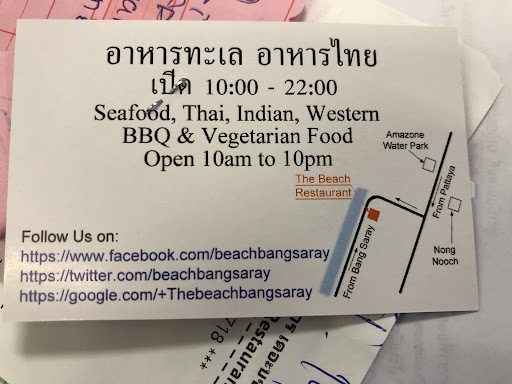 อาหารทะเล อาหารไทย
เปิด 10:00 - 22:00
Seafood, Thai, Indian, Western
BBQ & Vegetarian Food
Open 10am to 10pm
The Beach
Restaurant
Amazone
Water Park
From Pattaya
Nong
Nooch
From Bang Saray
Follow Us on:
https://www.facebook.com/beachbangsaray
https://twitter.com/beachbangsaray
https://google.com/+Thebeachbangsaray
718 ***